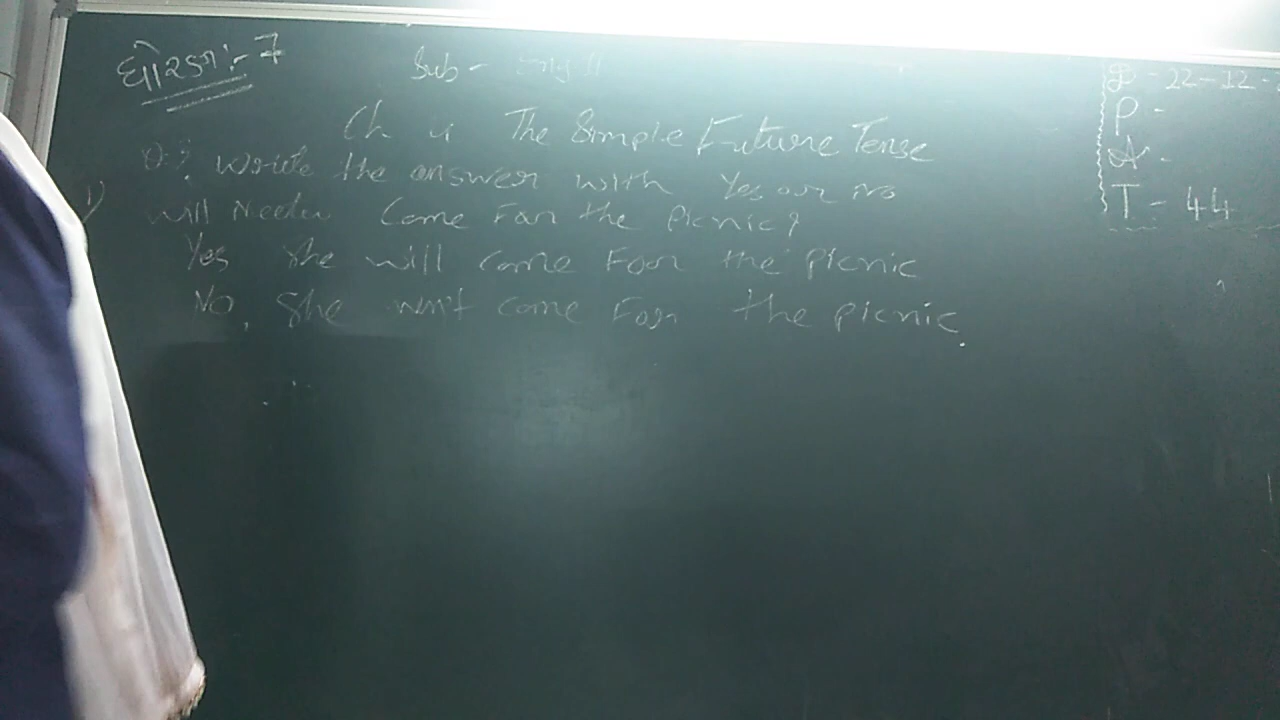 ધોરણ:- 7
Sub -
D - 22-12-
P -
A -
T - 44
Ch 4 The Simple Future Tense
Q.2. Write the answer with Yes or No
1) will come For the Picnic?
Yes she will come For the Picnic
No, She won't come For the picnic.